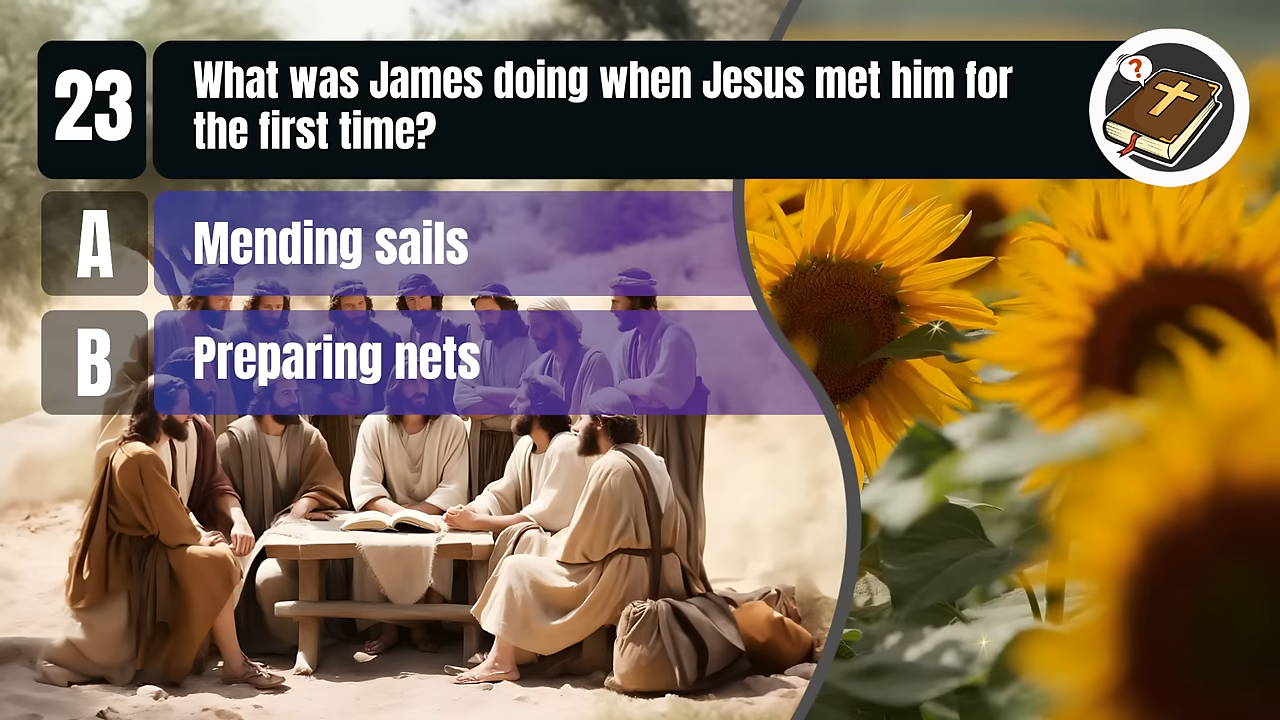 23
What was James doing when Jesus met him for
the first time?
?
A
Mending sails
B
Preparing nets